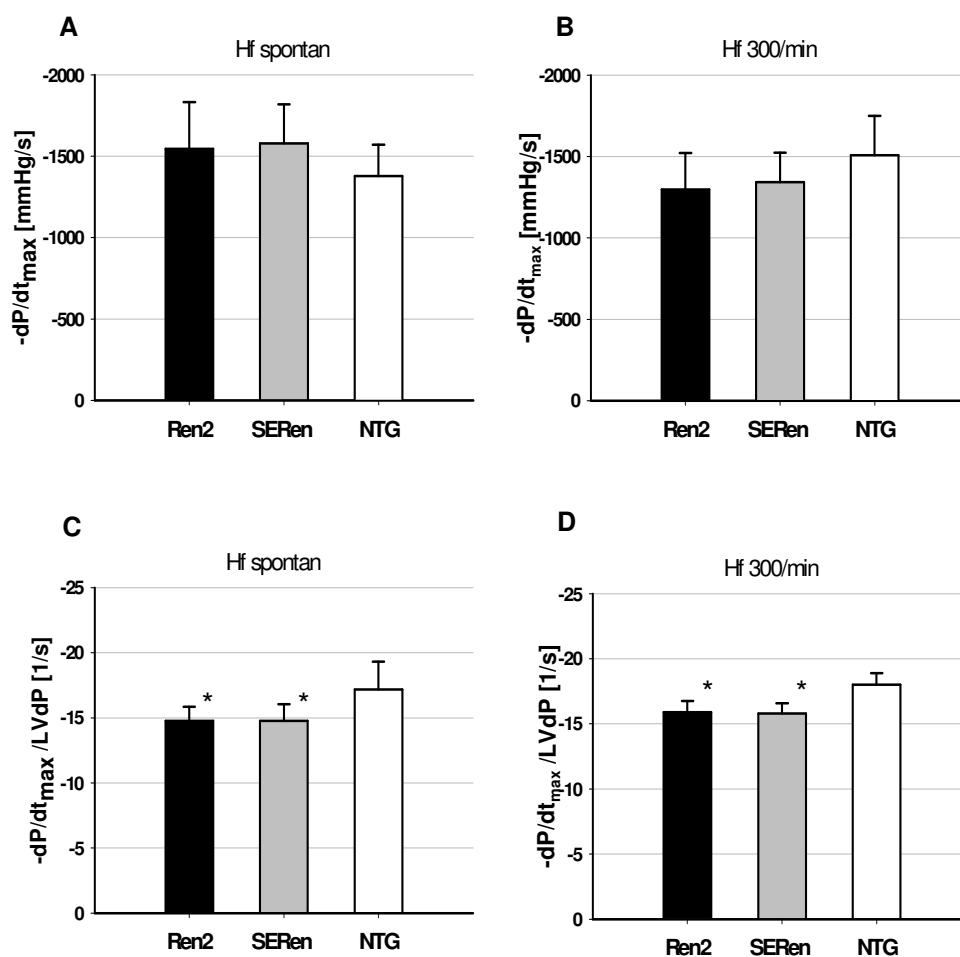 A
Hf spontan
-dP/dtmax [mmHg/s]
-2000
-1500
-1000
-500
0
Ren2 SERen NTG
B
Hf 300/min
-dP/dtmax [mmHg/s]
-2000
-1500
-1000
-500
0
Ren2 SERen NTG
C
Hf spontan
-dP/dtmax /LVdP [1/s]
-25
-20
-15
-10
-5
0
* *
Ren2 SERen NTG
D
Hf 300/min
-dP/dtmax /LVdP [1/s]
-25
-20
-15
-10
-5
0
* *
Ren2 SERen NTG